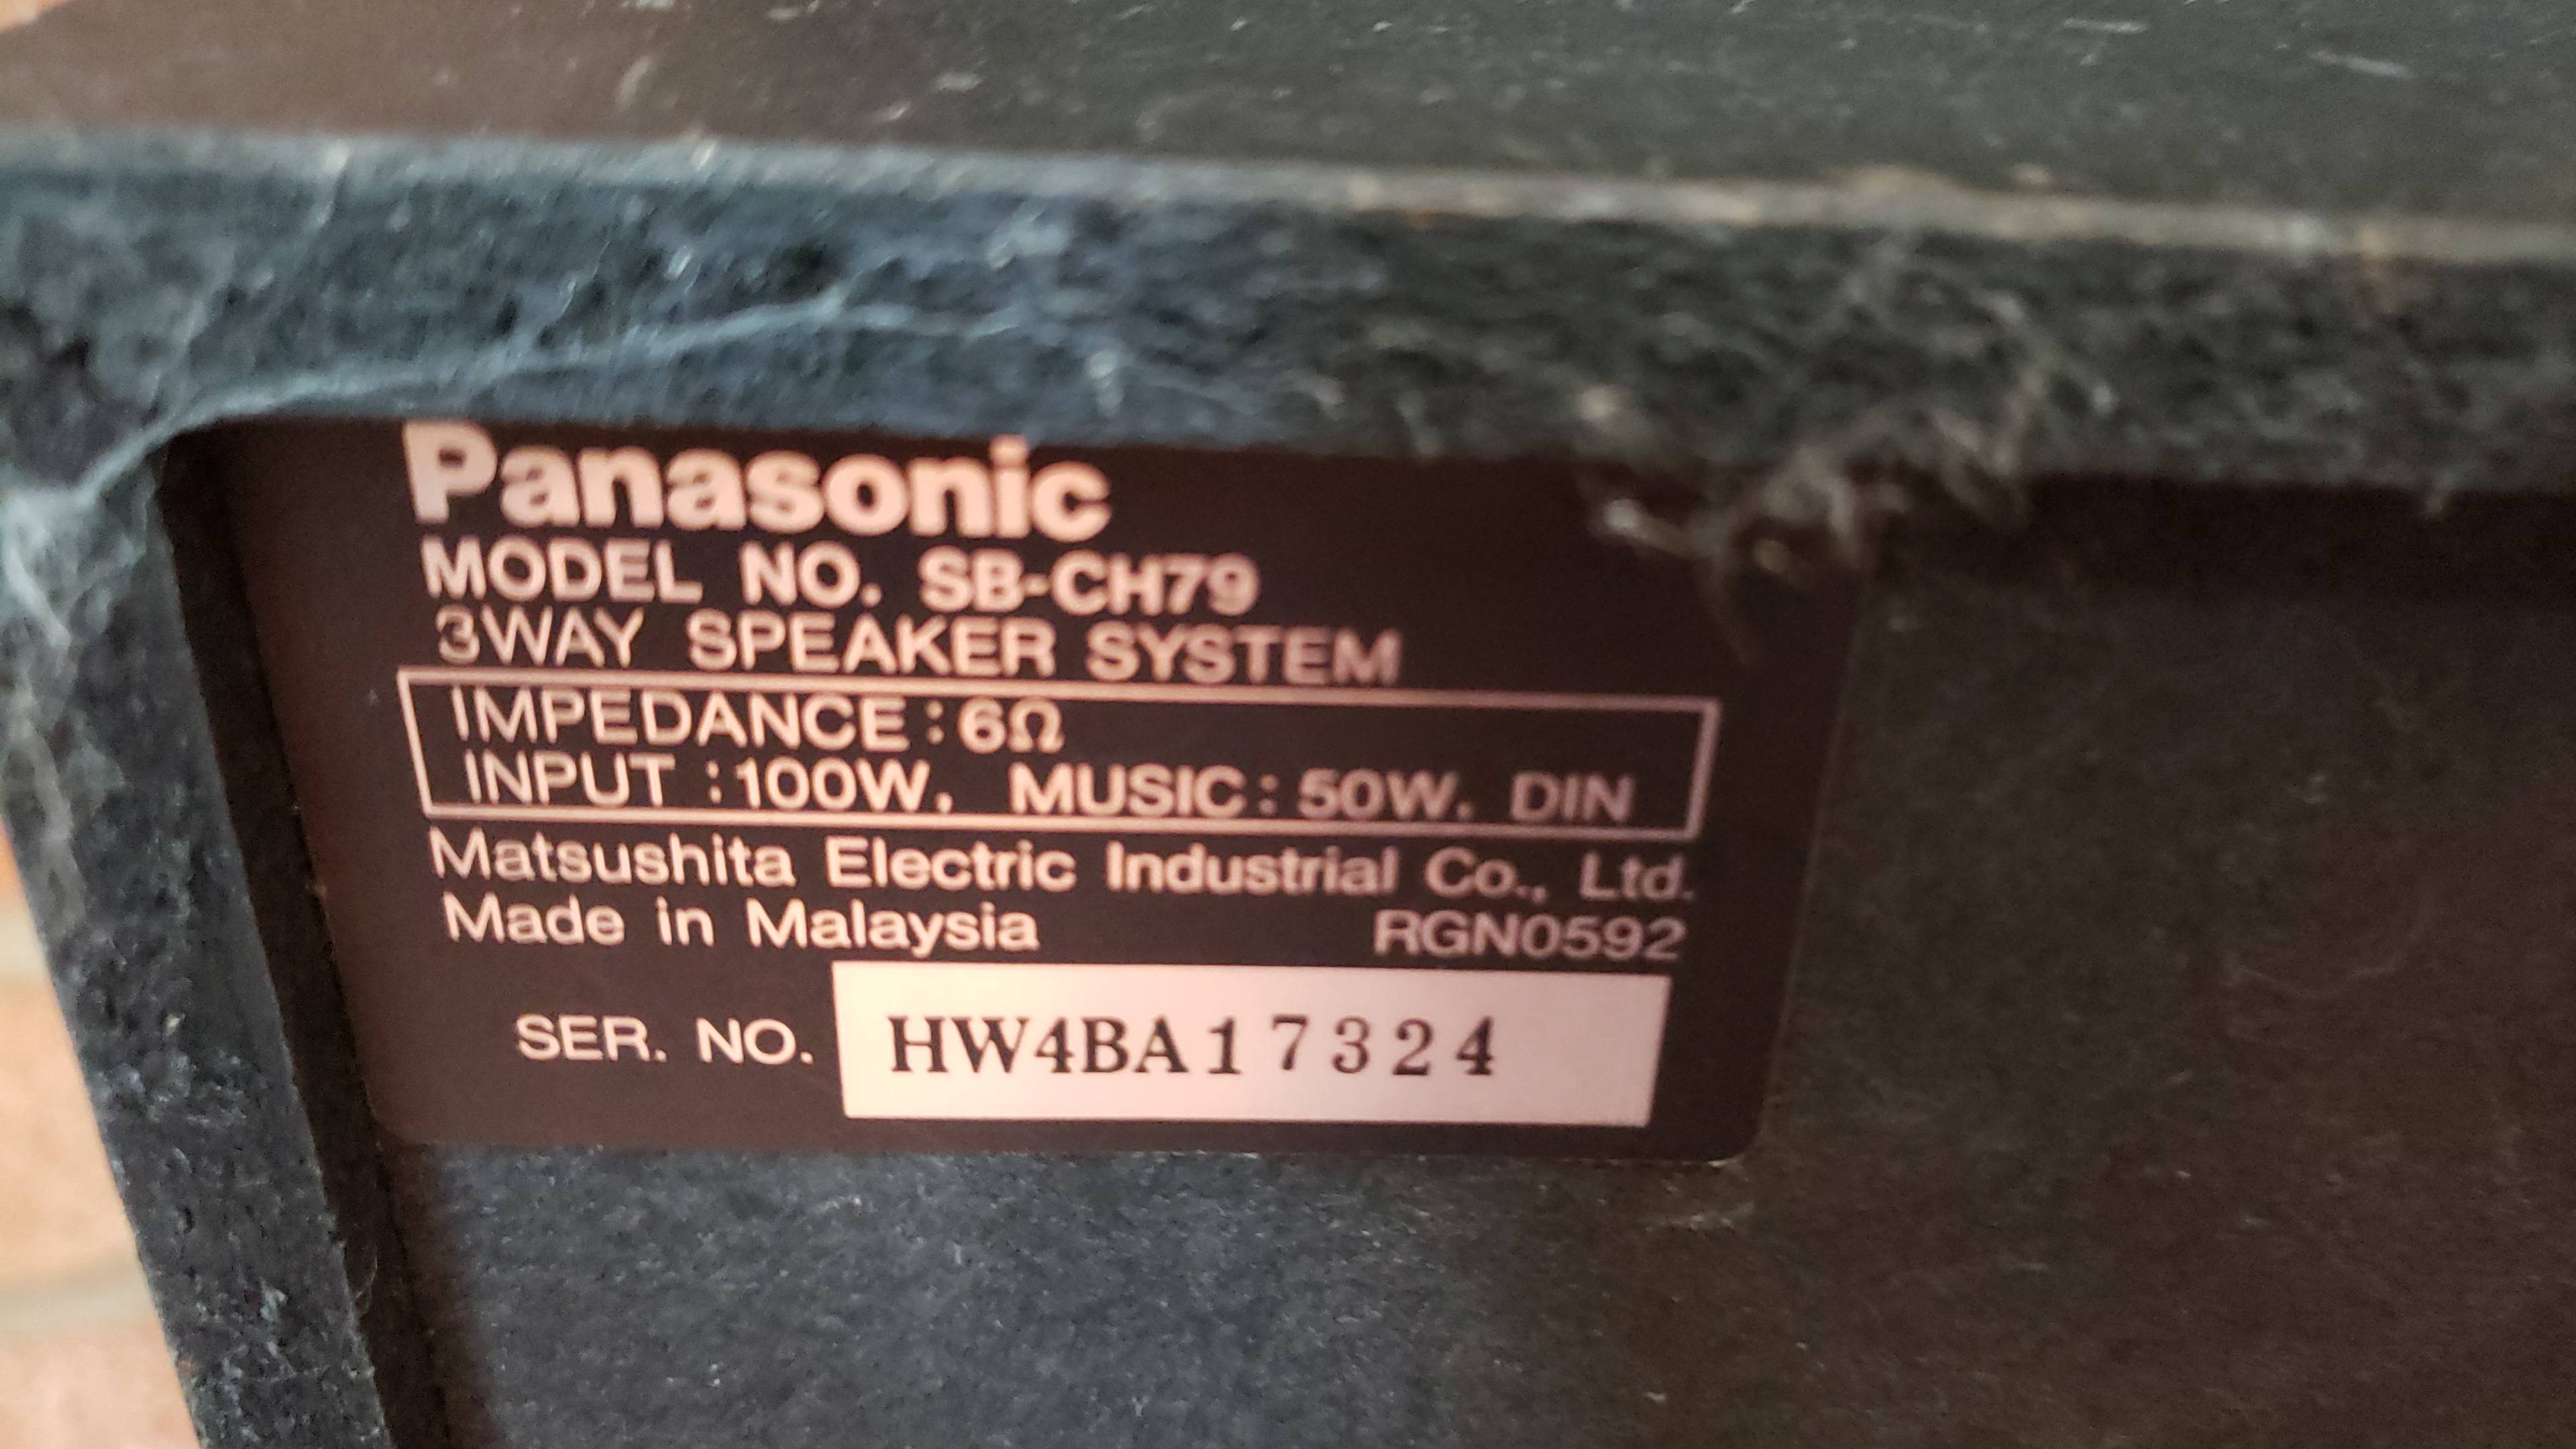 Panasonic
MODEL NO. SB-CH79
3WAY SPEAKER SYSTEM
IMPEDANCE : 6Ω
INPUT : 100W. MUSIC : 50W. DIN
Matsushita Electric Industrial Co., Ltd.
Made in Malaysia RGN0592
SER. NO. HW4BA17324